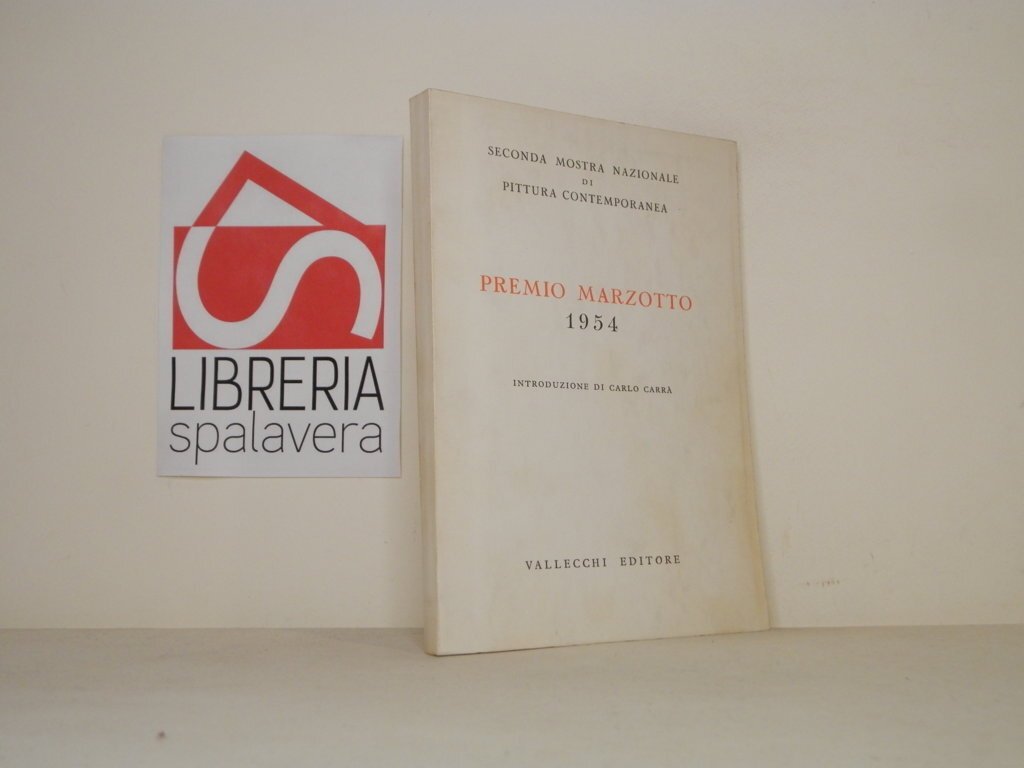 LIBRERIA
spalavera
SECONDA MOSTRA NAZIONALE
DI
PITTURA CONTEMPORANEA
PREMIO MARZOTTO
1954
INTRODUZIONE DI CARLO CARRÀ
VALLECCHI EDITORE